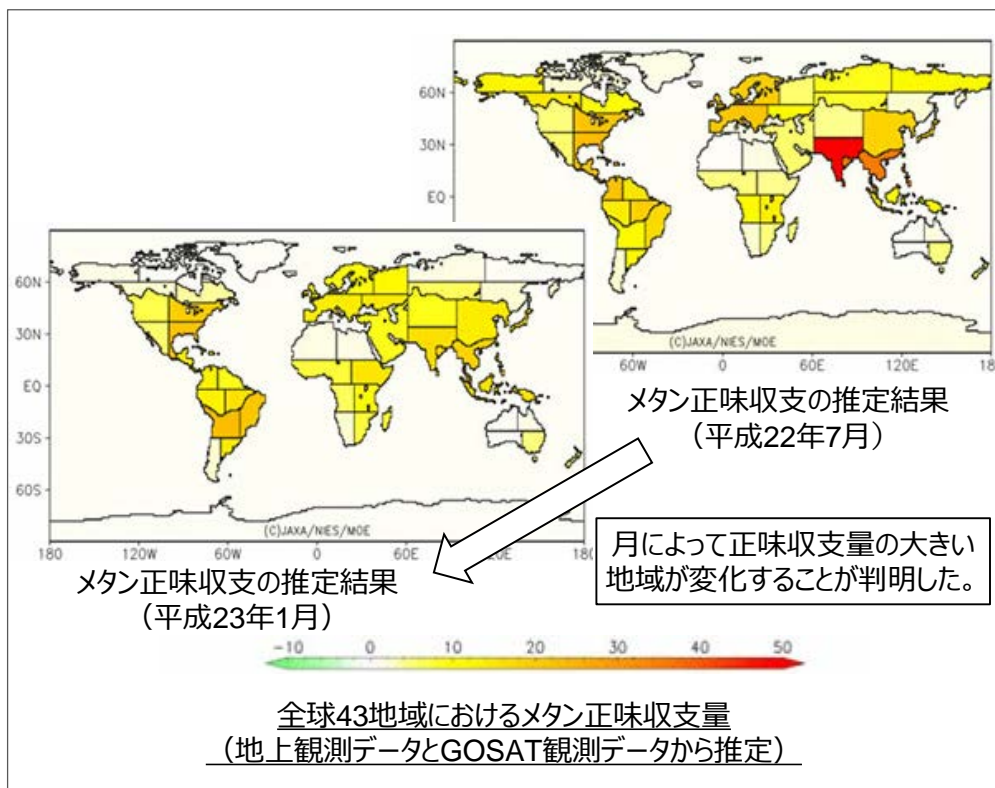 60N
30N
EQ
(C)JAXA/NIES/MOE
60W
0
60E
120E
メタン正味収支の推定結果
（平成22年7月）
60N
30N
EQ
30S
60S
(C)JAXA/NIES/MOE
180
120W
60W
0
60E
メタン正味収支の推定結果
（平成23年1月）
月によって正味収支量の大きい
地域が変化することが判明した。
-10
0
10
20
30
40
50
全球43地域におけるメタン正味収支量
（地上観測データとGOSAT観測データから推定）